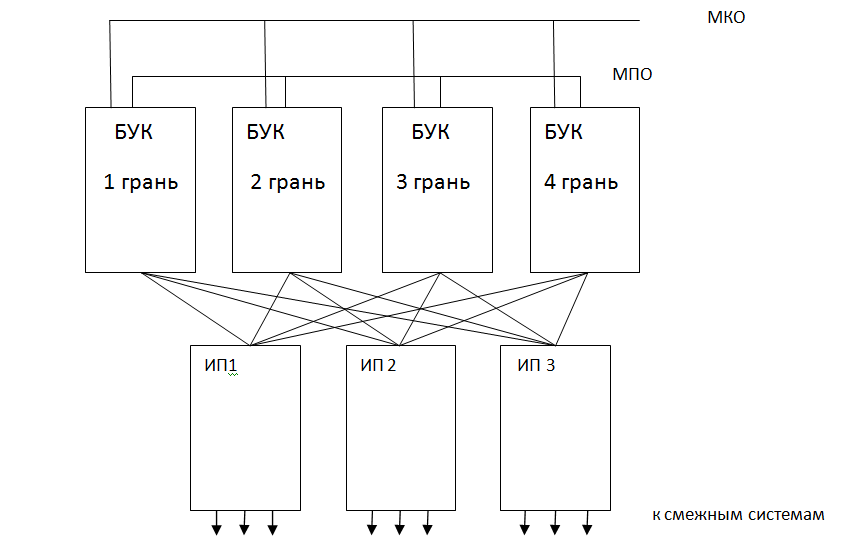 МКО
МПО
БУК
1 грань
БУК
2 грань
БУК
3 грань
БУК
4 грань
ИП1
ИП 2
ИП 3
к смежным системам